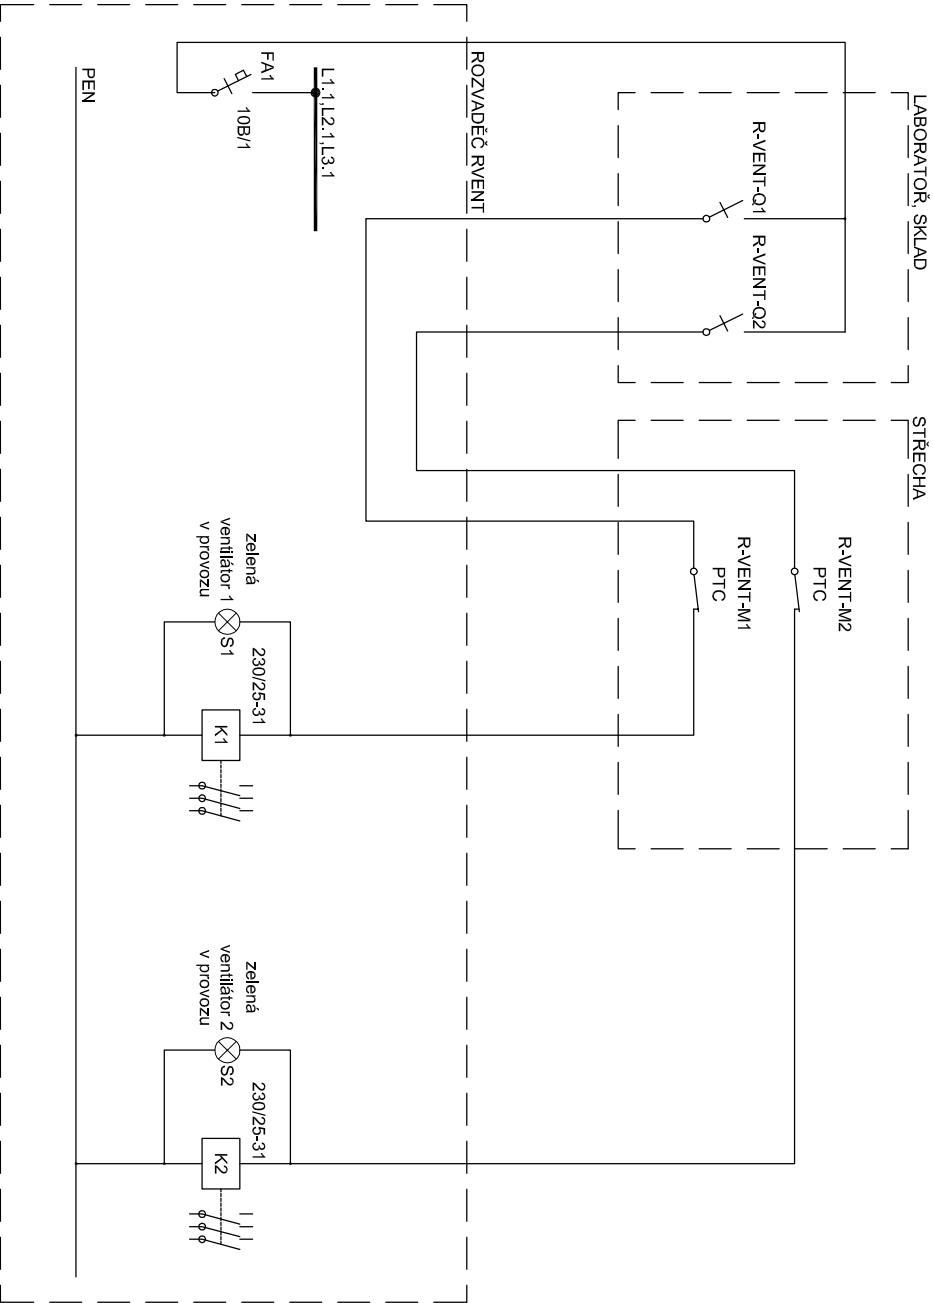 LABORATOŘ, SKLAD
STŘECHA
R-VENT-Q1
R-VENT-Q2
R-VENT-M2
PTC
R-VENT-M1
PTC
ROZVADĚČ RVENT
L1.1,L2.1,L3.1
FA1
10B/1
zelená
ventilátor 1
v provozu
S1
230/25-31
K1
zelená
ventilátor 2
v provozu
S2
230/25-31
K2
PEN